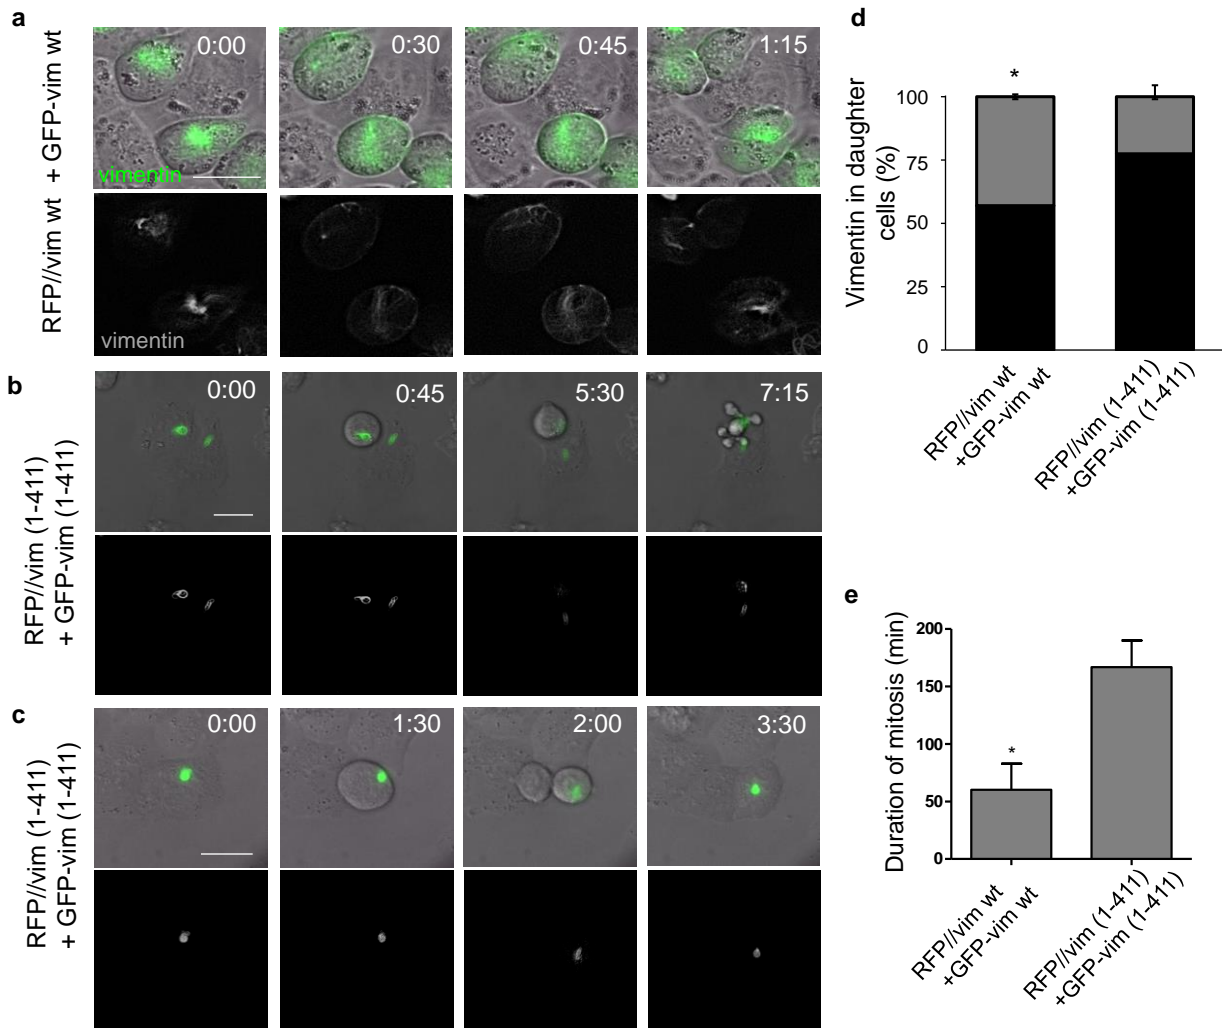 a
RFP//vim wt + GFP-vim wt
0:00
0:30
0:45
1:15
vimentin
vimentin
b
RFP//vim (1-411)
+ GFP-vim (1-411)
0:00
0:45
5:30
7:15
c
RFP//vim (1-411)
+ GFP-vim (1-411)
0:00
1:30
2:00
3:30
d
Vimentin in daughter
cells (%)
100
75
50
25
0
*
RFP//vim wt
+GFP-vim wt
RFP//vim (1-411)
+GFP-vim (1-411)
e
Duration of mitosis (min)
200
150
100
50
0
*
RFP//vim wt
+GFP-vim wt
RFP//vim (1-411)
+GFP-vim (1-411)